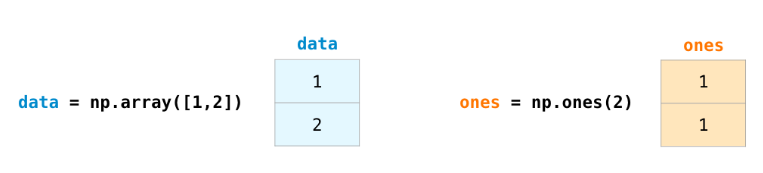 data
data = np.array([1,2])
1
2
ones
ones = np.ones(2)
1
1